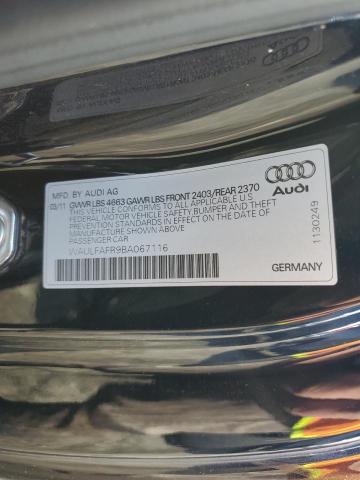 MFD. BY AUDI AG
03/11 GVWR LBS 4663 GAWR LBS FRONT 2403/REAR 2370
THIS VEHICLE CONFORMS TO ALL APPLICABLE U.S
FEDERAL MOTOR VEHICLE SAFETY, BUMPER AND THEFT
PREVENTION STANDARDS IN EFFECT ON THE DATE OF
MANUFACTURE SHOWN ABOVE
PASSENGER CAR
WAULFAFR9BA067116
Audi
1130249
GERMANY